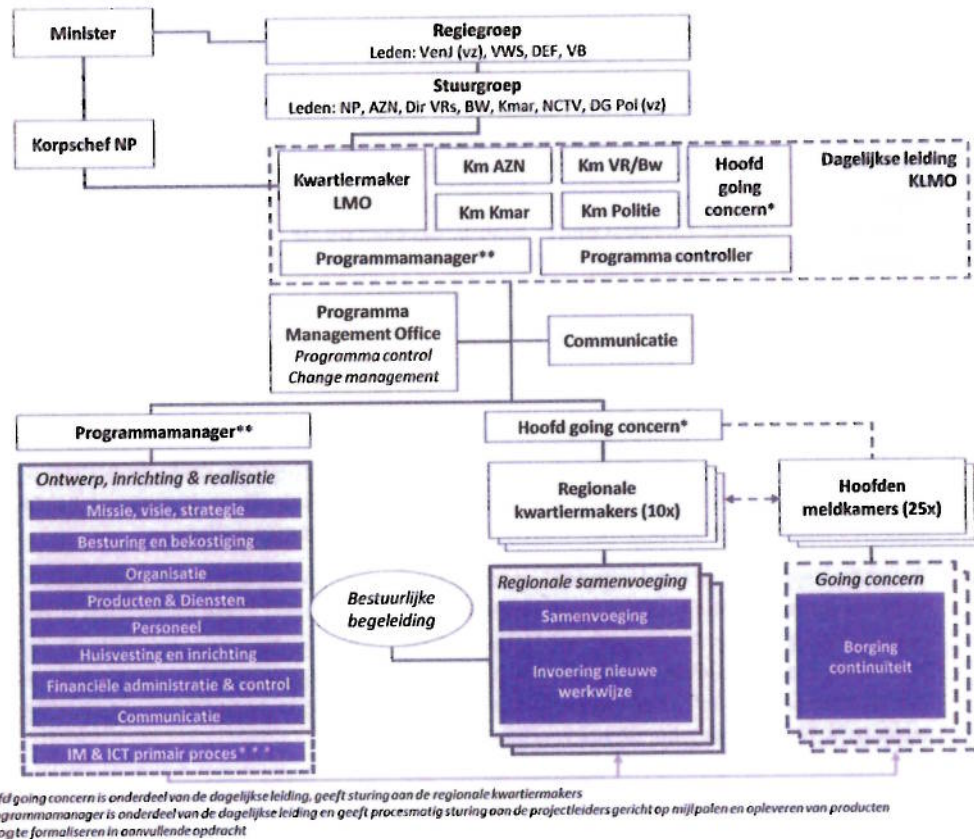 Minister
Regiegroep
Leden: VenJ (vz), VWS, DEF, VB
Stuurgroep
Leden: NP, AZN, Dir VRs, BW, Kmar, NCTV, DG Pol (vz)
Korpschef NP
Kwartiermaker
LMO
Km AZN
Km VR/Bw
Km Kmar
Km Politie
Hoofd
going
concern*
Dagelijkse leiding
KLMO
Programmamanager**
Programma controller
Programma
Management Office
Programma control
Change management
Communicatie
Programmamanager**
Ontwerp, inrichting & realisatie
Missie, visie, strategie
Besturing en bekostiging
Organisatie
Producten & Diensten
Personeel
Huisvesting en inrichting
Financiële administratie & control
Communicatie
IM & ICT primair proces***
Bestuurlijke
begeleiding
Hoofd going concern*
Regionale
kwartiermakers (10x)
Regionale samenvoeging
Samenvoeging
Invoering nieuwe
werkwijze
Hoofden
meldkamers (25x)
Going concern
Borging
continuïteit
fd going concern is onderdeel van de dagelijkse leiding, geeft sturing aan de regionale kwartiermakers
grammamanager is onderdeel van de dagelijkse leiding en geeft procesmatig sturing aan de projectleiders gericht op mijlpalen en opleveren van producten
og te formaliseren in aanvullende opdracht